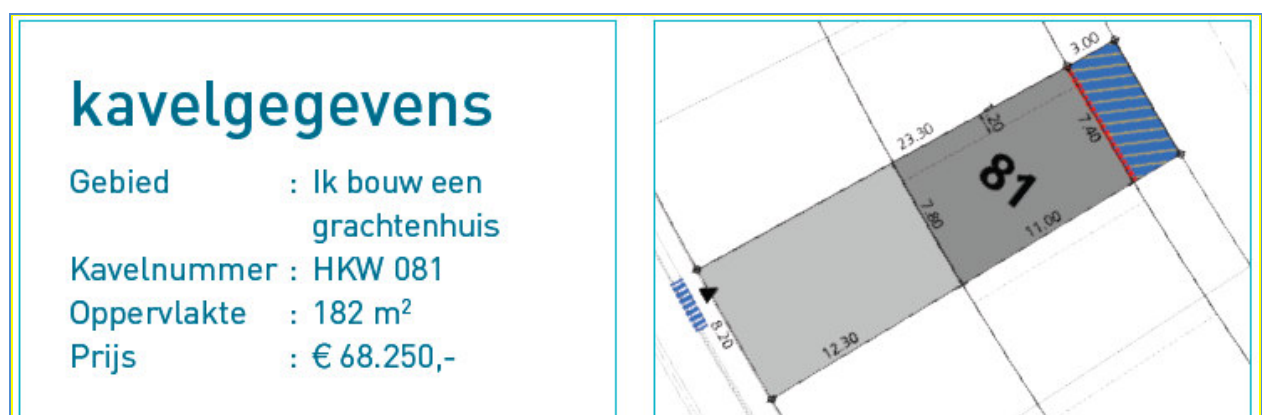 kavelgegevens
Gebied : Ik bouw een
grachtenhuis
Kavelnummer : HKW 081
Oppervlakte : 182 m²
Prijs : € 68.250,-
3.00
23.30
7.40
81
7.80
11.00
8.20
12.30